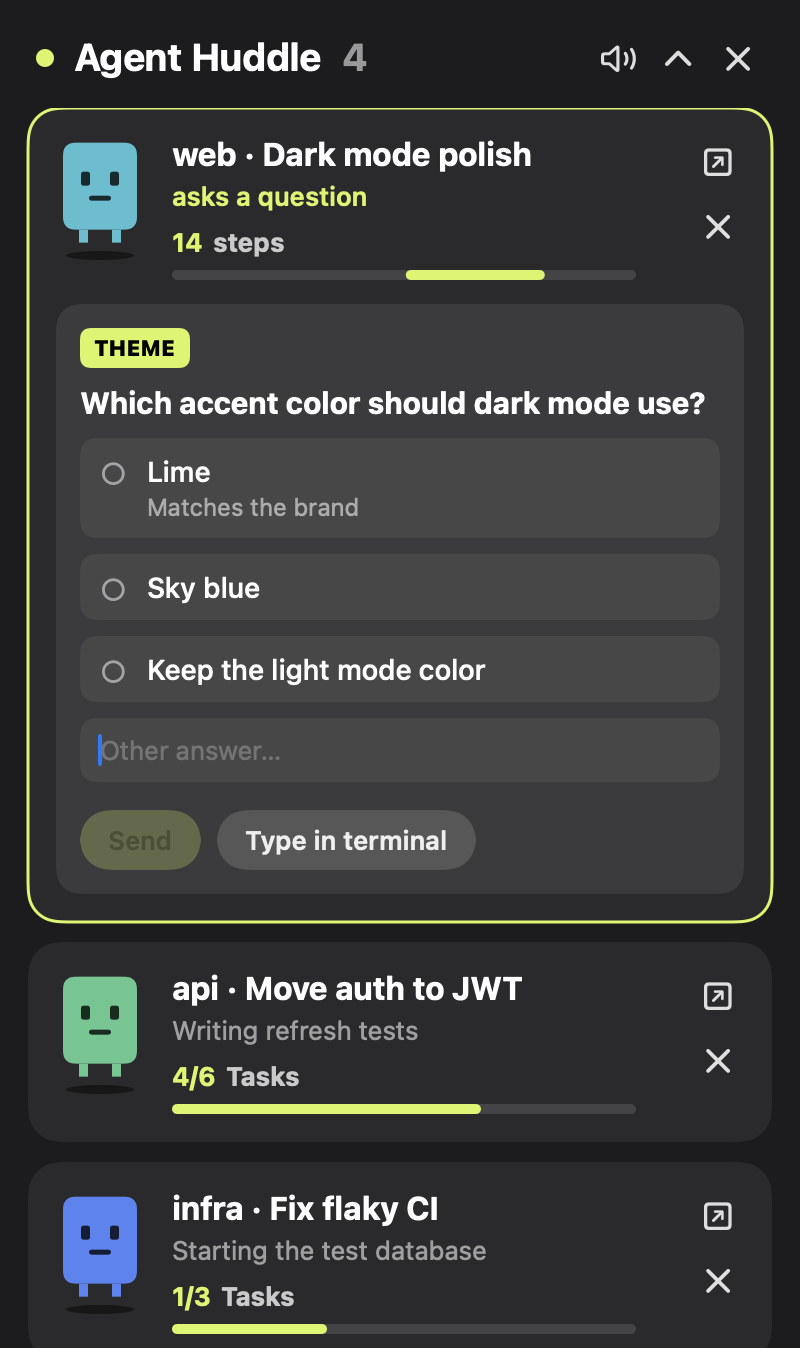 Agent Huddle 4
web · Dark mode polish
asks a question
14 steps
THEME
Which accent color should dark mode use?
Lime
Matches the brand
Sky blue
Keep the light mode color
Other answer...
Send
Type in terminal
api · Move auth to JWT
Writing refresh tests
4/6 Tasks
infra · Fix flaky CI
Starting the test database
1/3 Tasks